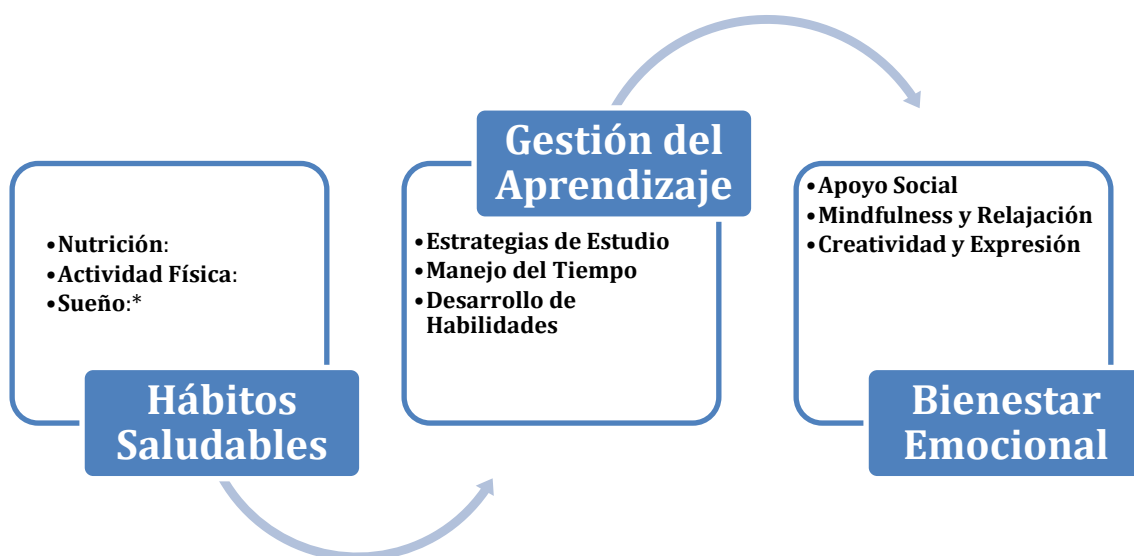 •Nutrición:
•Actividad Física:
•Sueño:*
Hábitos
Saludables
Gestión del
Aprendizaje
•Estrategias de Estudio
•Manejo del Tiempo
•Desarrollo de
Habilidades
•Apoyo Social
•Mindfulness y Relajación
•Creatividad y Expresión
Bienestar
Emocional